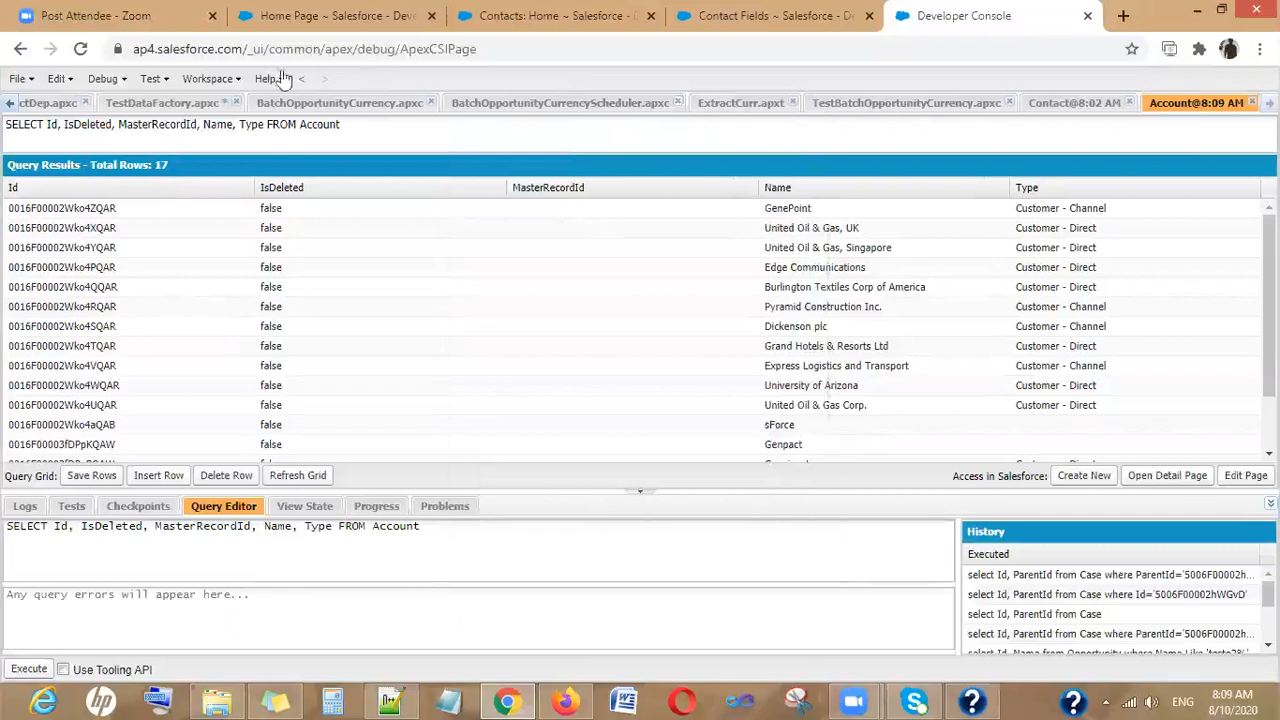 Post Attendee - Zoom
Home Page ~ Salesforce - Deve
Contacts: Home ~ Salesforce - D
Contact Fields ~ Salesforce - De
Developer Console
ap4.salesforce.com/_ui/common/apex/debug/ApexCSIPage
File Edit Debug Test Workspace Help < >
ctDep.apxc TestDataFactory.apxc * BatchOpportunityCurrency.apxc BatchOpportunityCurrencyScheduler.apxc ExtractCurr.apxt TestBatchOpportunityCurrency.apxc Contact@8:02 AM Account@8:09 AM
SELECT Id, IsDeleted, MasterRecordId, Name, Type FROM Account
Query Results - Total Rows: 17
Id IsDeleted MasterRecordId Name Type
0016F00002Wko4ZQAR false GenePoint Customer - Channel
0016F00002Wko4XQAR false United Oil & Gas, UK Customer - Direct
0016F00002Wko4YQAR false United Oil & Gas, Singapore Customer - Direct
0016F00002Wko4PQAR false Edge Communications Customer - Direct
0016F00002Wko4QQAR false Burlington Textiles Corp of America Customer - Direct
0016F00002Wko4RQAR false Pyramid Construction Inc. Customer - Channel
0016F00002Wko4SQAR false Dickenson plc Customer - Channel
0016F00002Wko4TQAR false Grand Hotels & Resorts Ltd Customer - Direct
0016F00002Wko4VQAR false Express Logistics and Transport Customer - Channel
0016F00002Wko4WQAR false University of Arizona Customer - Direct
0016F00002Wko4UQAR false United Oil & Gas Corp. Customer - Direct
0016F00002Wko4aQAB false sForce
0016F00003fDPpKQAW false Genpact
Query Grid: Save Rows Insert Row Delete Row Refresh Grid Access in Salesforce: Create New Open Detail Page Edit Page
Logs Tests Checkpoints Query Editor View State Progress Problems
SELECT Id, IsDeleted, MasterRecordId, Name, Type FROM Account
Any query errors will appear here...
History
Executed
select Id, ParentId from Case where ParentId='5006F00002h...
select Id, ParentId from Case where Id='5006F00002hWGvD'
select Id, ParentId from Case
select Id, ParentId from Case where ParentId='5006F00002h...
Execute Use Tooling API
ENG
8:09 AM
8/10/2020